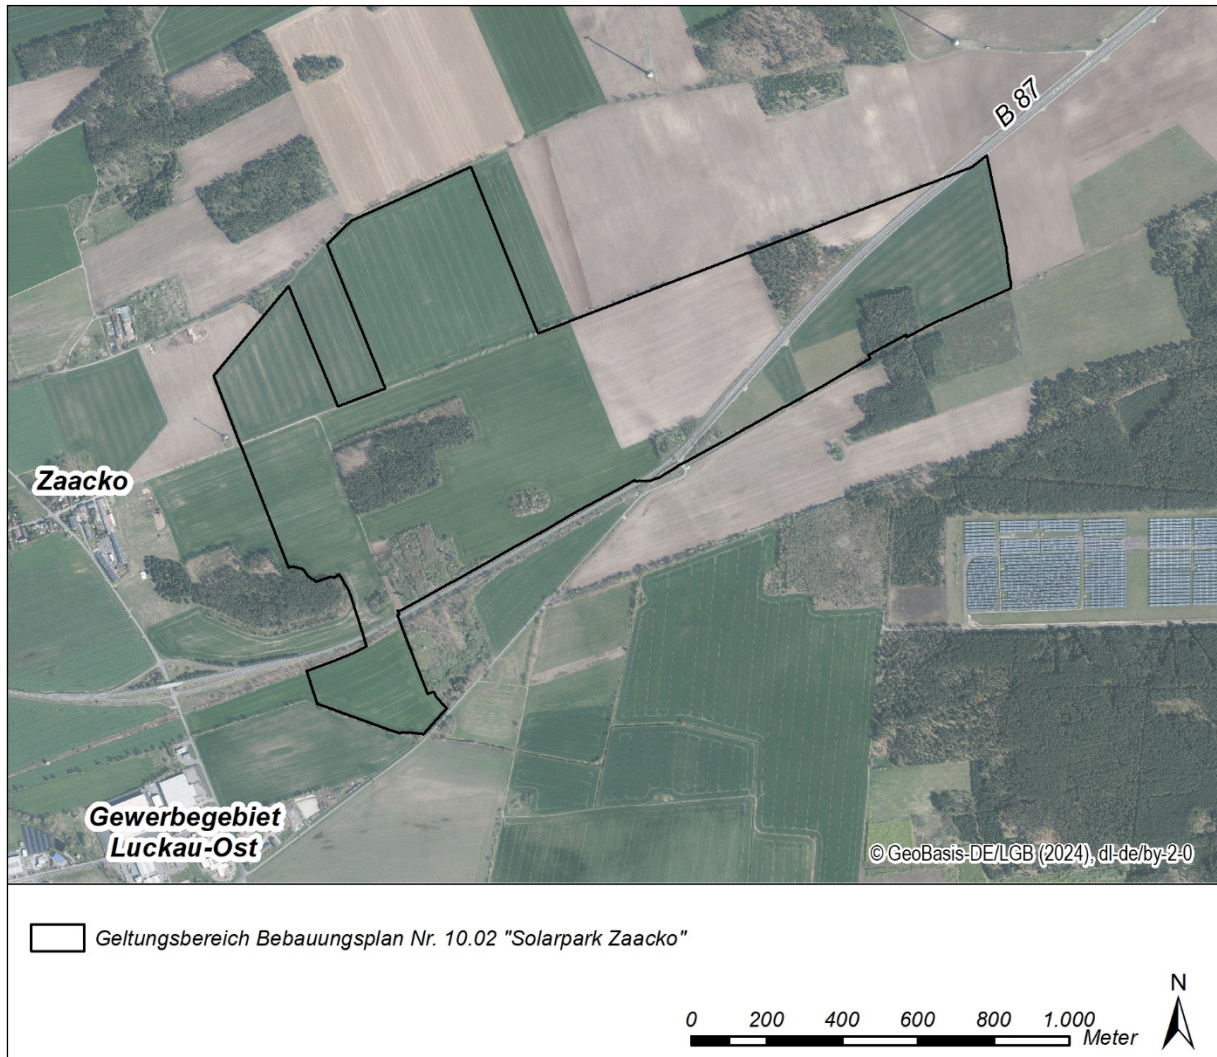 B 87
Zaacko
Gewerbegebiet
Luckau-Ost
© GeoBasis-DE/LGB (2024), dl-de/by-2-0
Geltungsbereich Bebauungsplan Nr. 10.02 "Solarpark Zaacko"
N
0 200 400 600 800 1.000 Meter